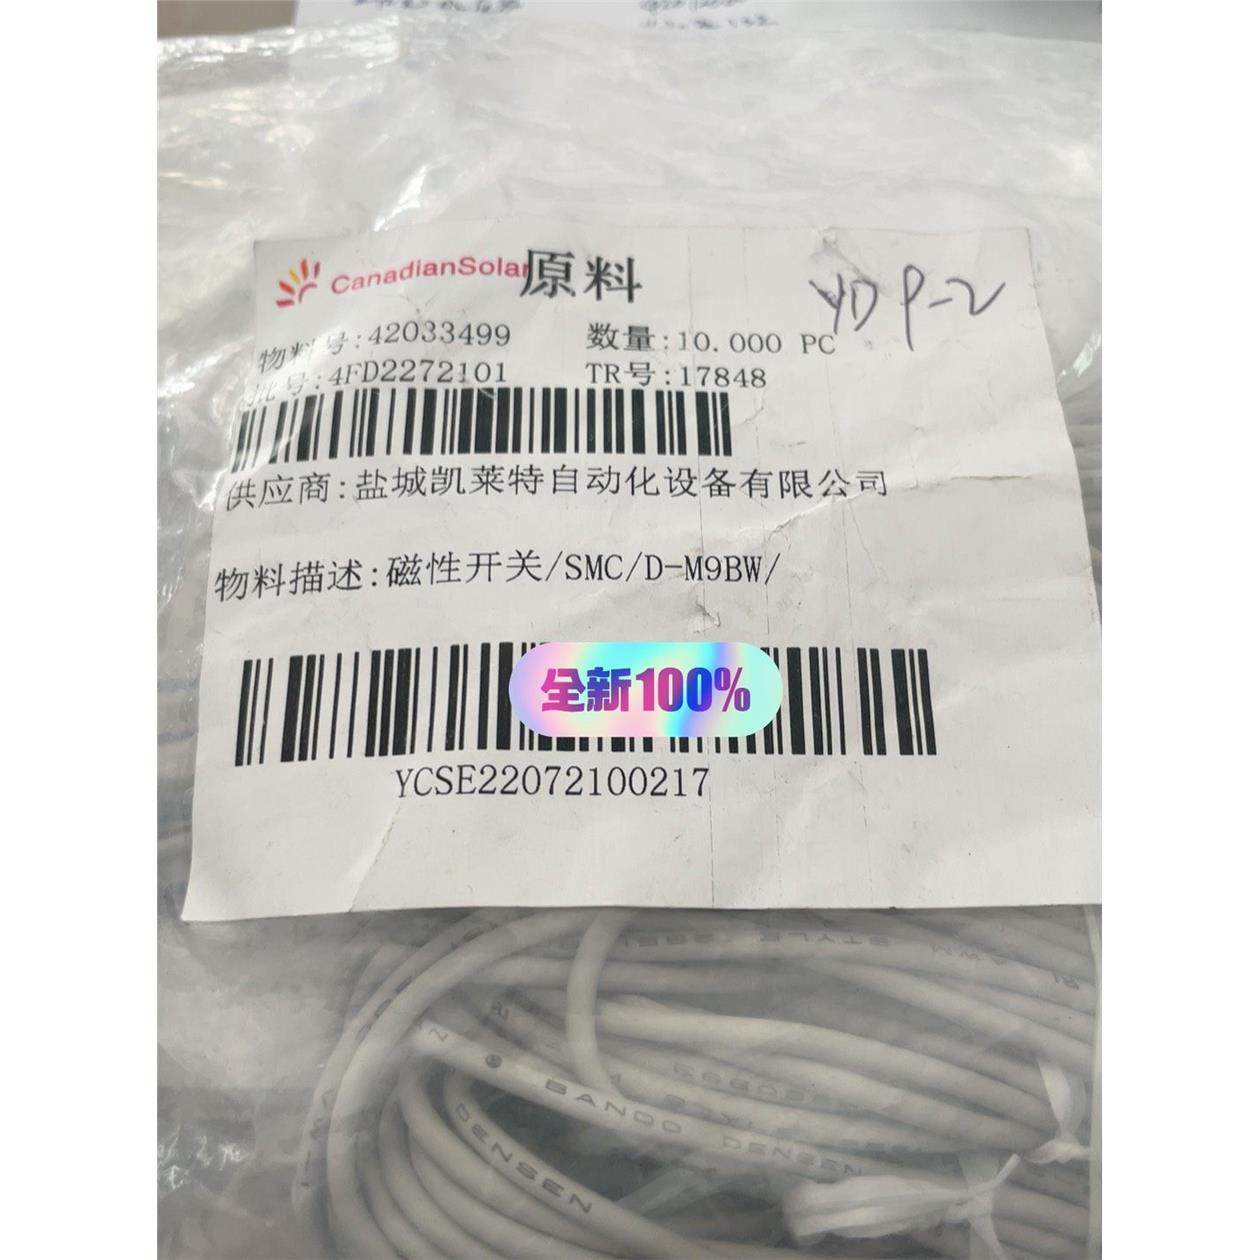 CanadianSolar 原料
YDP-2
物料号:42033499 数量:10.000 PC
批号:4FD2272101 TR号:17848
供应商:盐城凯莱特自动化设备有限公司
物料描述:磁性开关/SMC/D-M9BW/
全新100%
YCSE22072100217
STYLE
BANDO DENSEN
DENSEN